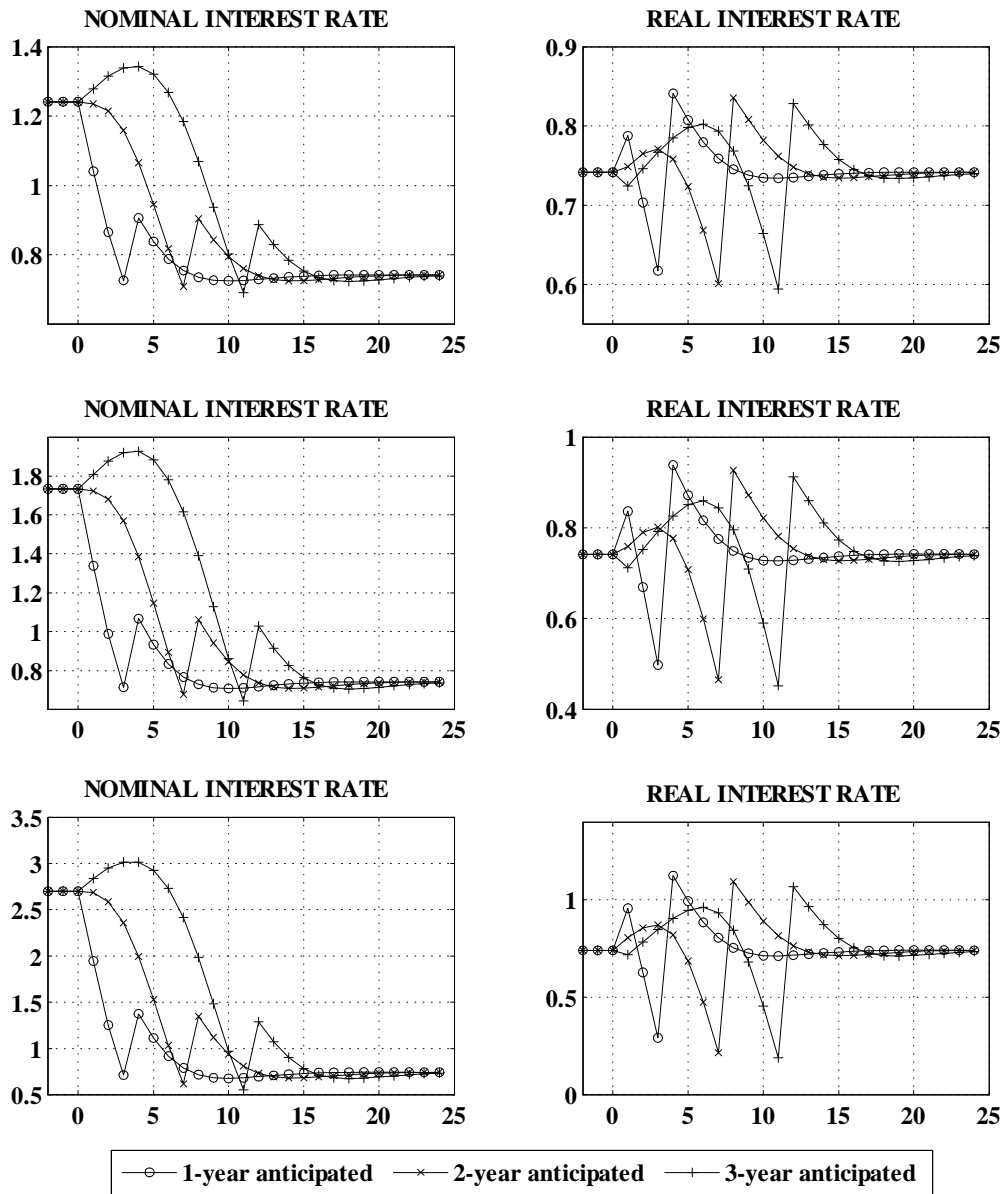 NOMINAL INTEREST RATE
1.4
1.2
1
0.8
0 5 10 15 20 25
REAL INTEREST RATE
0.9
0.8
0.7
0.6
0 5 10 15 20 25
NOMINAL INTEREST RATE
1.8
1.6
1.4
1.2
1
0.8
0 5 10 15 20 25
REAL INTEREST RATE
1
0.8
0.6
0.4
0 5 10 15 20 25
NOMINAL INTEREST RATE
3.5
3
2.5
2
1.5
1
0.5
0 5 10 15 20 25
REAL INTEREST RATE
1
0.5
0
0 5 10 15 20 25
1-year anticipated 2-year anticipated 3-year anticipated